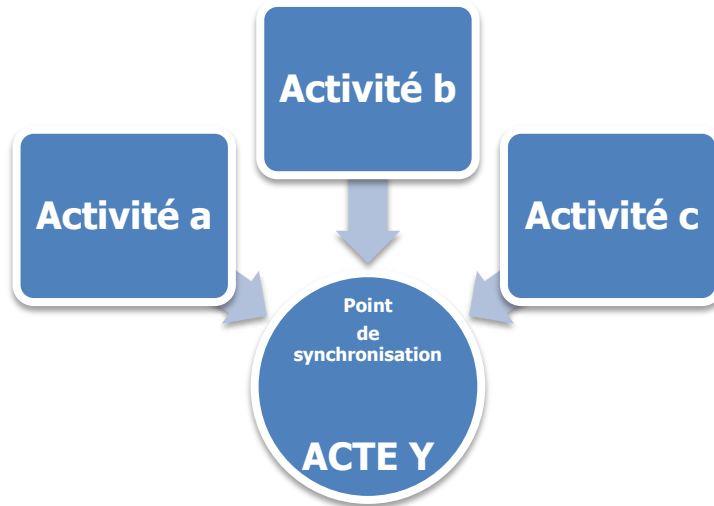 Activité a
Activité b
Activité c
Point
de
synchronisation
ACTE Y